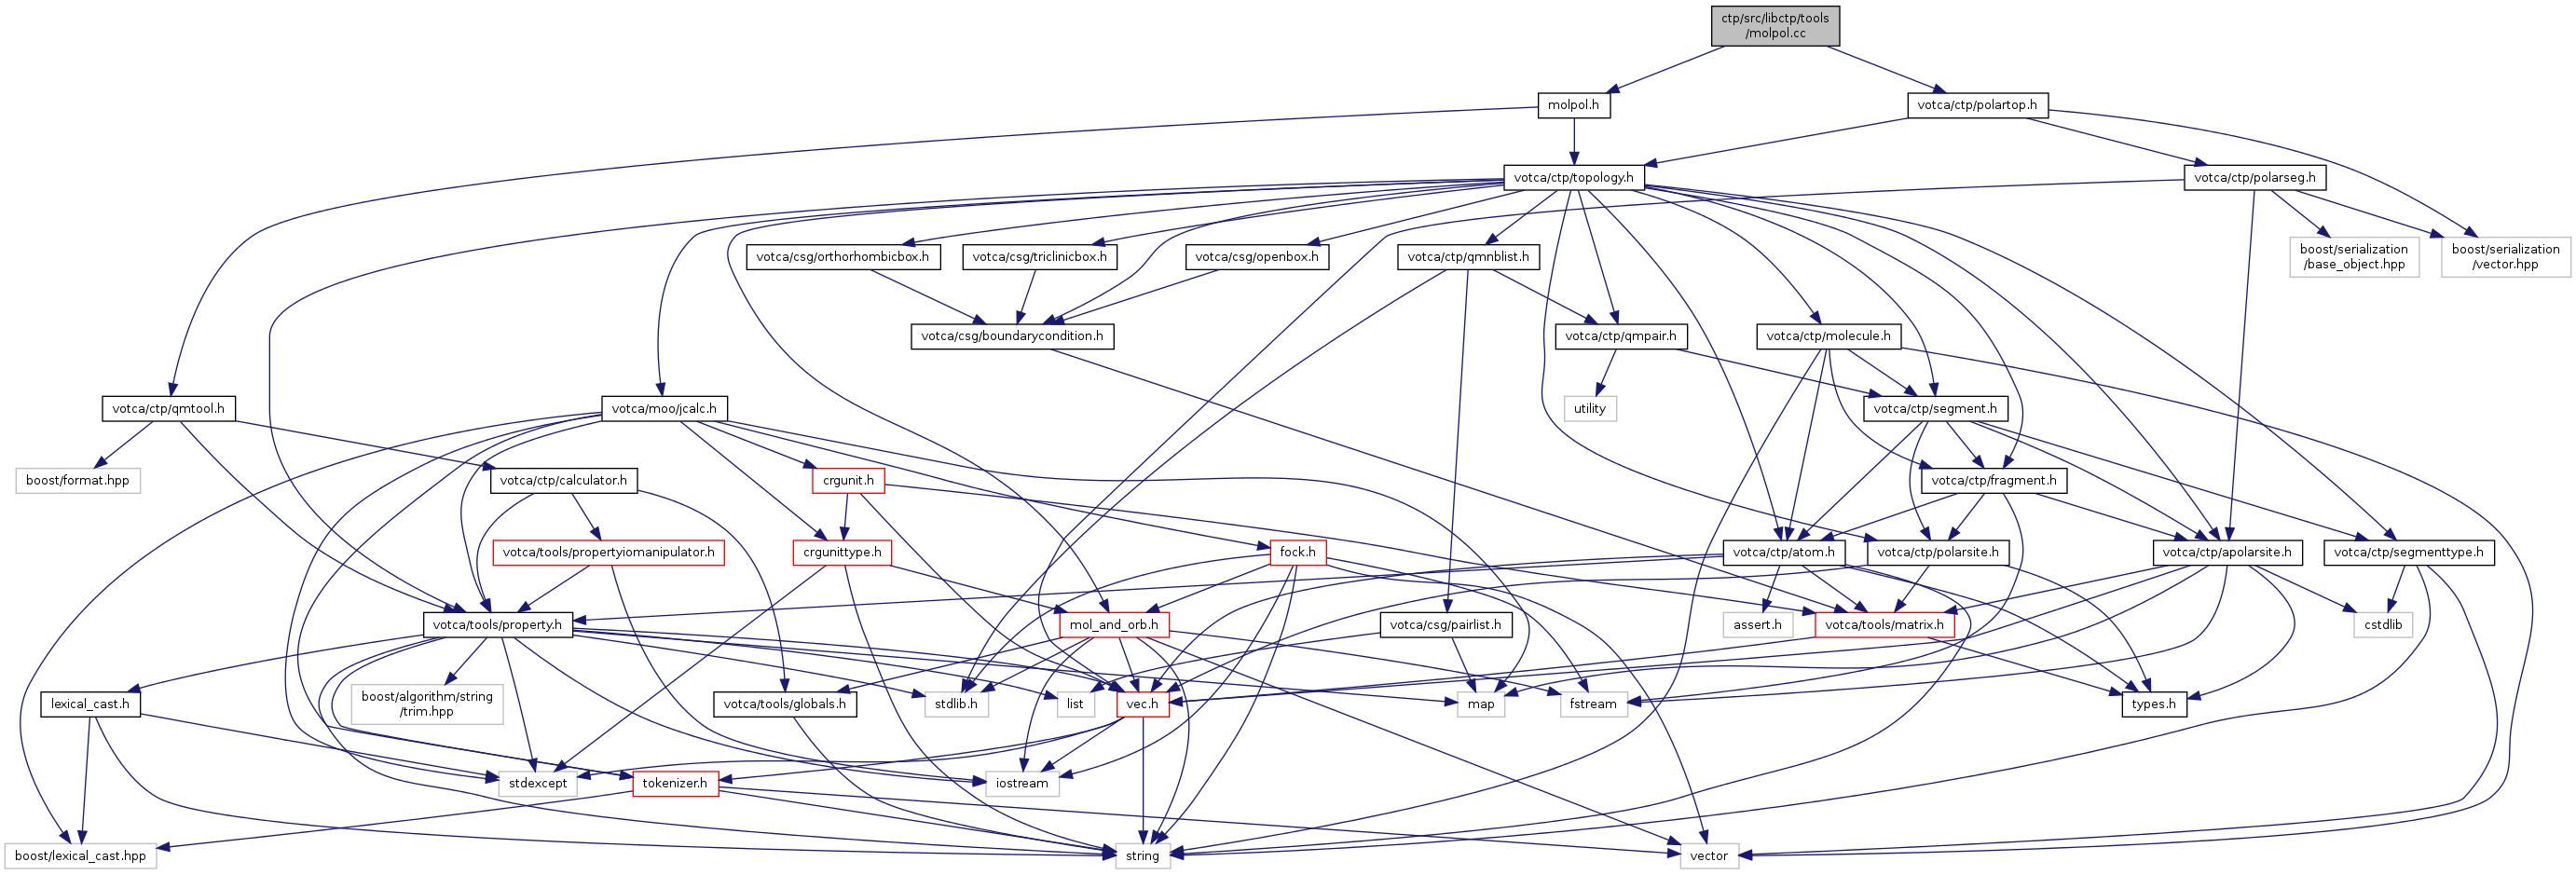 ctp/src/libctp/tools
/molpol.cc
molpol.h
votca/ctp/polartop.h
votca/ctp/topology.h
votca/ctp/polarseg.h
votca/csg/orthorhombicbox.h
votca/csg/triclinicbox.h
votca/csg/openbox.h
votca/ctp/qmnblist.h
boost/serialization
/base_object.hpp
boost/serialization
/vector.hpp
votca/csg/boundarycondition.h
votca/ctp/qmpair.h
votca/ctp/molecule.h
votca/ctp/qmtool.h
votca/moo/jcalc.h
utility
votca/ctp/segment.h
boost/format.hpp
votca/ctp/calculator.h
crgunit.h
votca/ctp/fragment.h
votca/tools/propertyiomanipulator.h
crgunittype.h
fock.h
votca/ctp/atom.h
votca/ctp/polarsite.h
votca/ctp/apolarsite.h
votca/ctp/segmenttype.h
votca/tools/property.h
mol_and_orb.h
votca/csg/pairlist.h
assert.h
votca/tools/matrix.h
cstdlib
lexical_cast.h
boost/algorithm/string
/trim.hpp
votca/tools/globals.h
stdlib.h
list
vec.h
map
fstream
types.h
stdexcept
tokenizer.h
iostream
boost/lexical_cast.hpp
string
vector